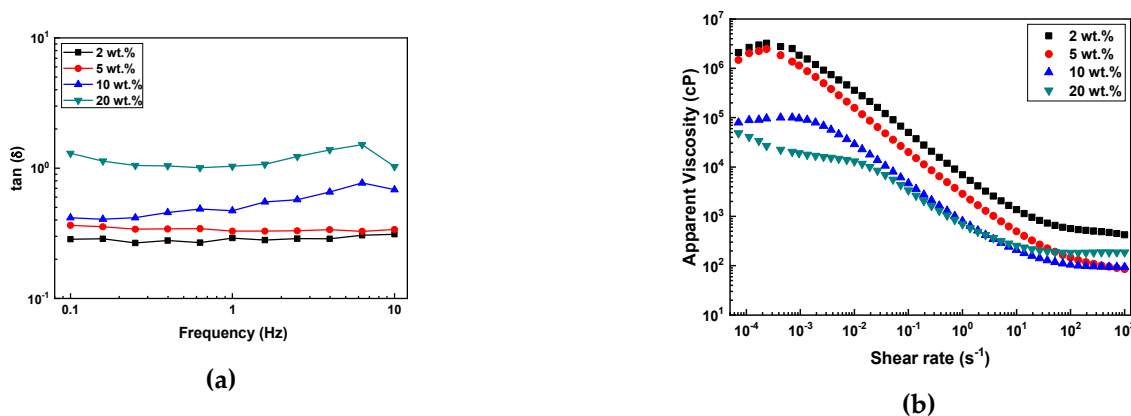 10¹
10⁰
10⁻¹
tan (δ)
2 wt.%
5 wt.%
10 wt.%
20 wt.%
0.1
1
10
Frequency (Hz)
(a)
10⁷
10⁶
10⁵
10⁴
10³
10²
10¹
Apparent Viscosity (cP)
2 wt.%
5 wt.%
10 wt.%
20 wt.%
10⁻⁴
10⁻³
10⁻²
10⁻¹
10⁰
10¹
10²
10³
Shear rate (s⁻¹)
(b)